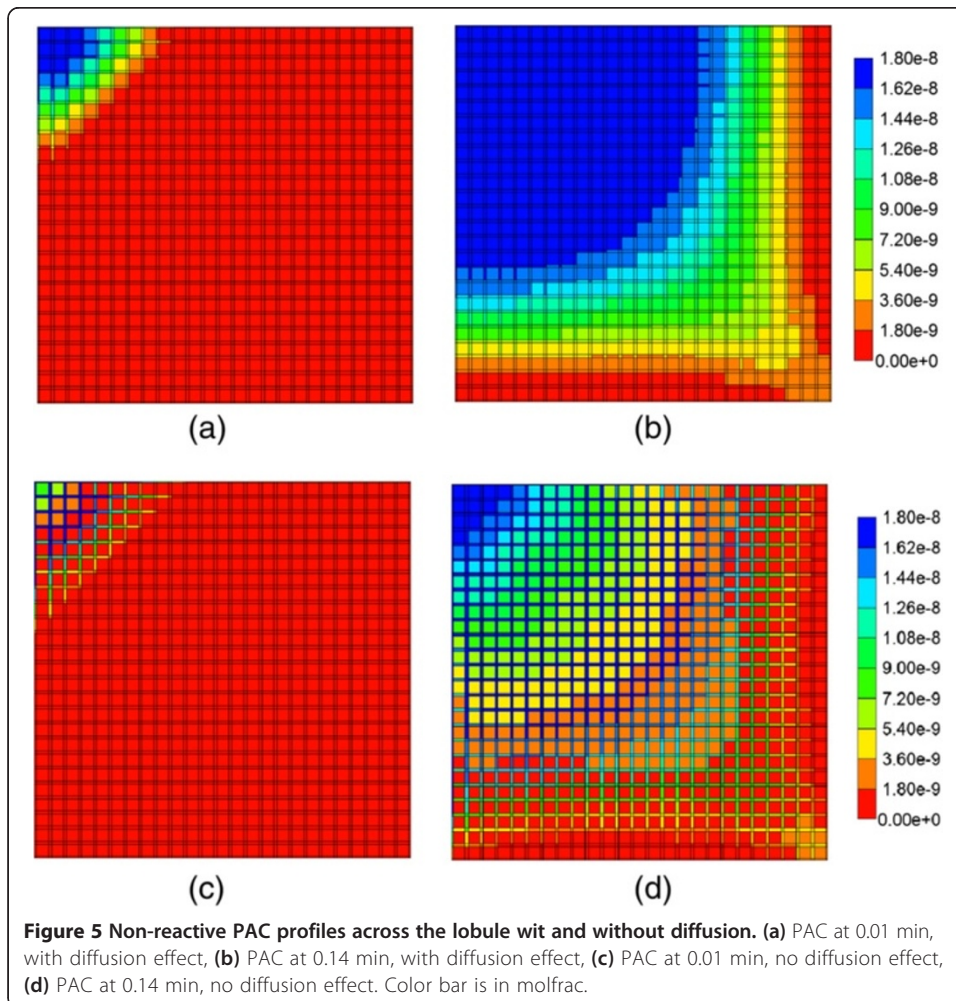 1.80e-8
1.62e-8
1.44e-8
1.26e-8
1.08e-8
9.00e-9
7.20e-9
5.40e-9
3.60e-9
1.80e-9
0.00e+0
(a)
(b)
1.80e-8
1.62e-8
1.44e-8
1.26e-8
1.08e-8
9.00e-9
7.20e-9
5.40e-9
3.60e-9
1.80e-9
0.00e+0
(c)
(d)
Figure 5 Non-reactive PAC profiles across the lobule wit and without diffusion. (a) PAC at 0.01 min,
with diffusion effect, (b) PAC at 0.14 min, with diffusion effect, (c) PAC at 0.01 min, no diffusion effect,
(d) PAC at 0.14 min, no diffusion effect. Color bar is in molfrac.